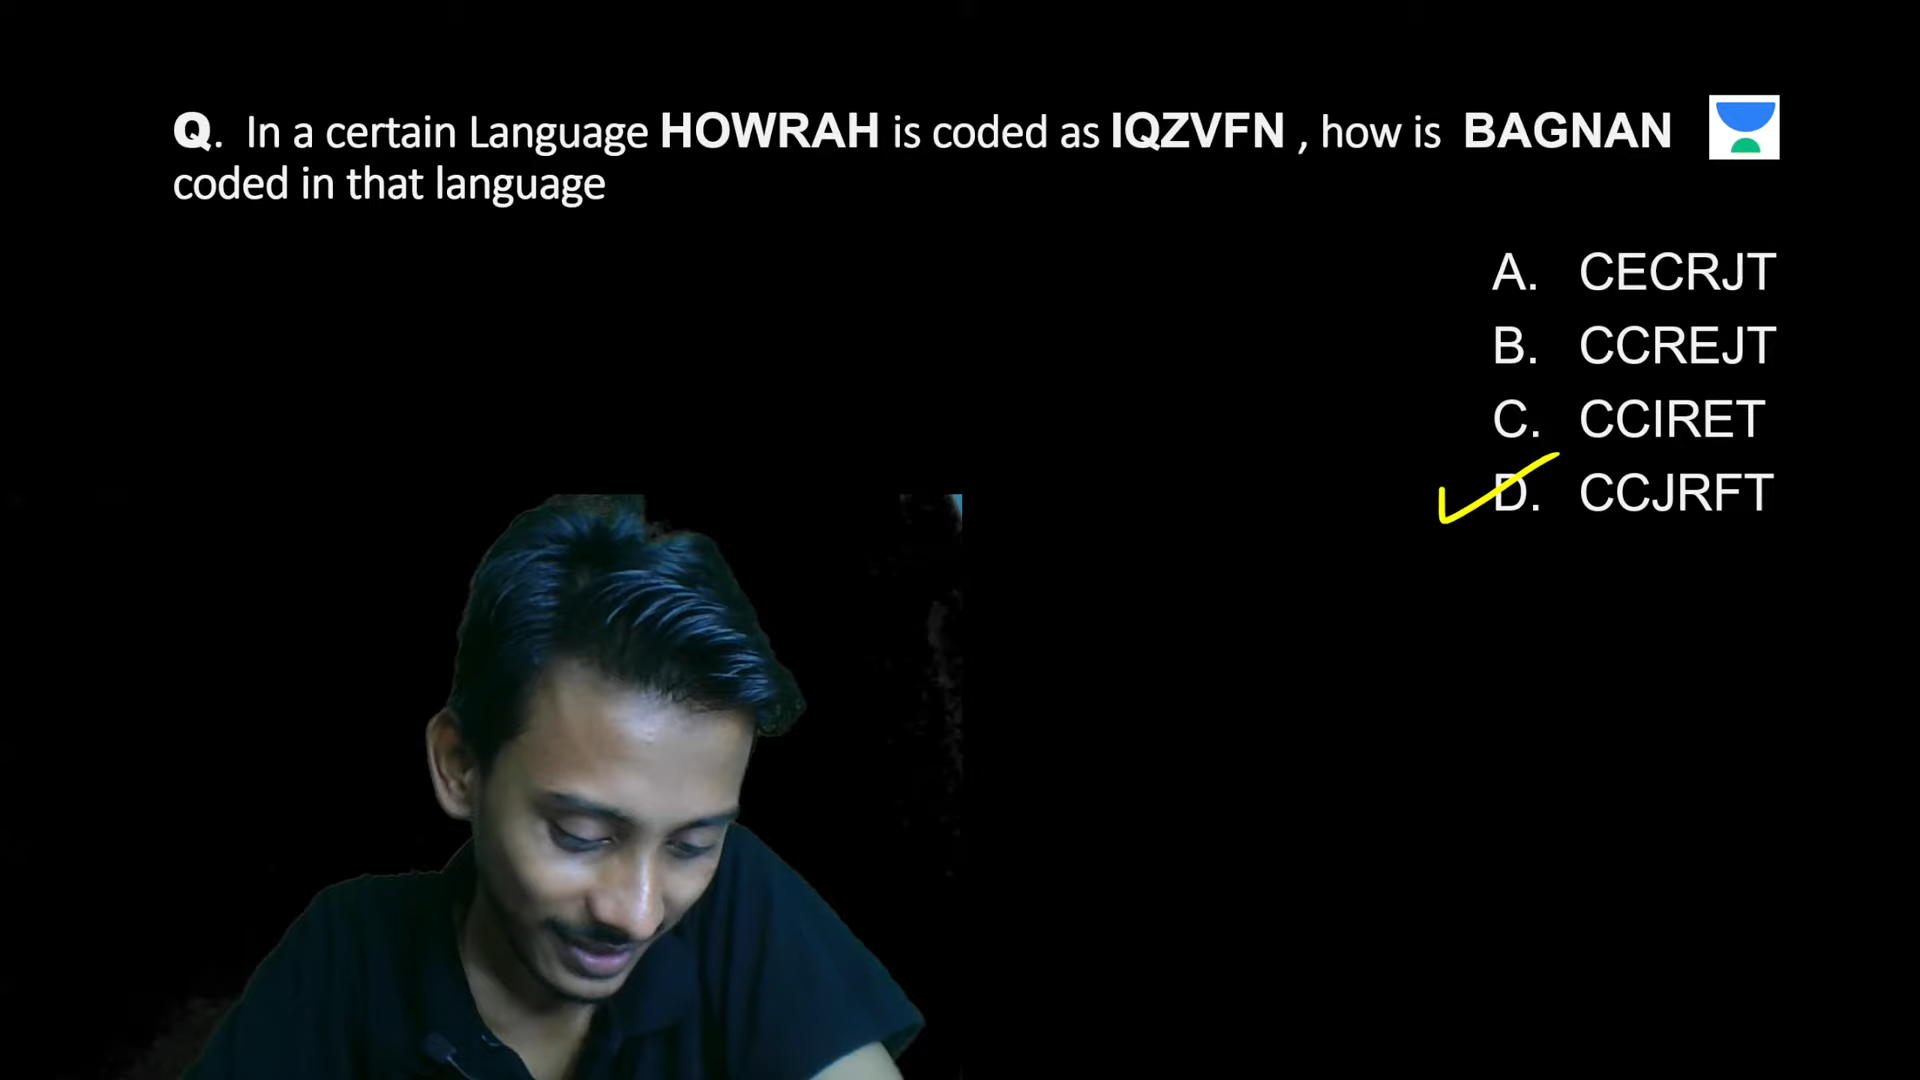 Q. In a certain Language HOWRAH is coded as IQZVFN , how is BAGNAN
coded in that language
A. CECRJT
B. CCREJT
C. CCIRET
D. CCJRFT